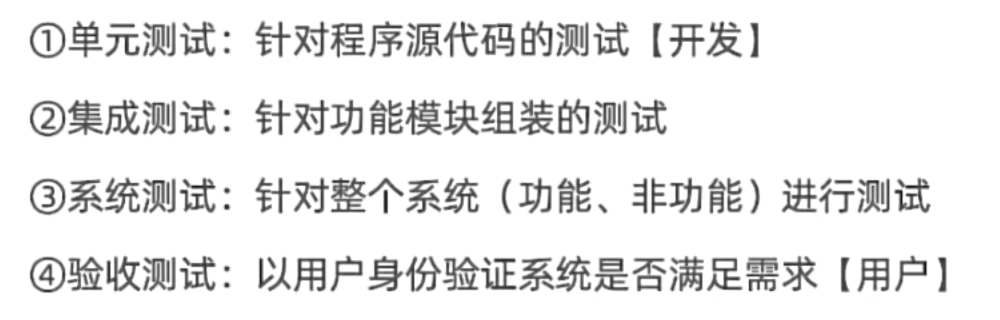 ①单元测试：针对程序源代码的测试【开发】
②集成测试：针对功能模块组装的测试
③系统测试：针对整个系统（功能、非功能）进行测试
④验收测试：以用户身份验证系统是否满足需求【用户】